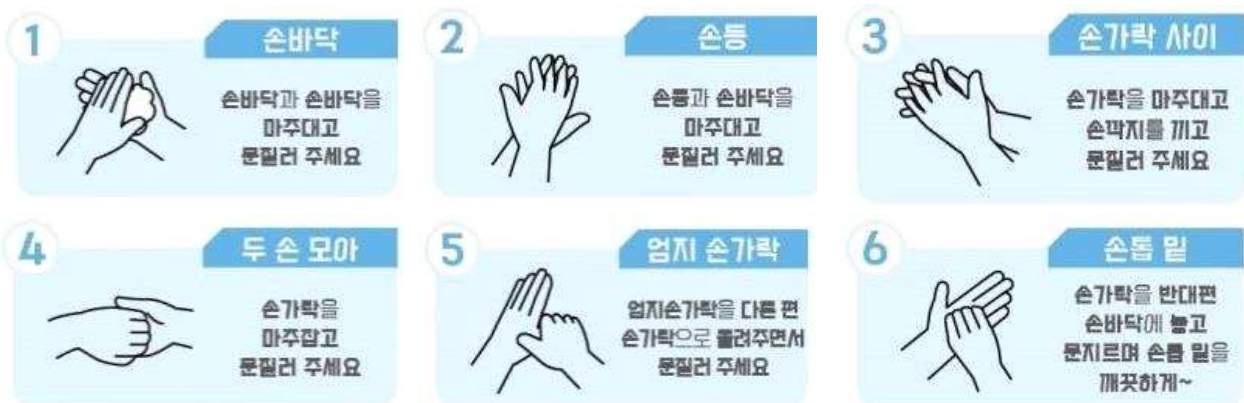 1
손바닥
손바닥과 손바닥을
마주대고
문질러 주세요
2
손등
손등과 손바닥을
마주대고
문질러 주세요
3
손가락 사이
손가락을 마주대고
손깍지를 끼고
문질러 주세요
4
두 손 모아
손가락을
마주잡고
문질러 주세요
5
엄지 손가락
엄지손가락을 다른 편
손가락으로 돌려주면서
문질러 주세요
6
손톱 밑
손가락을 반대편
손바닥에 놓고
문지르며 손톱 밑을
깨끗하게~